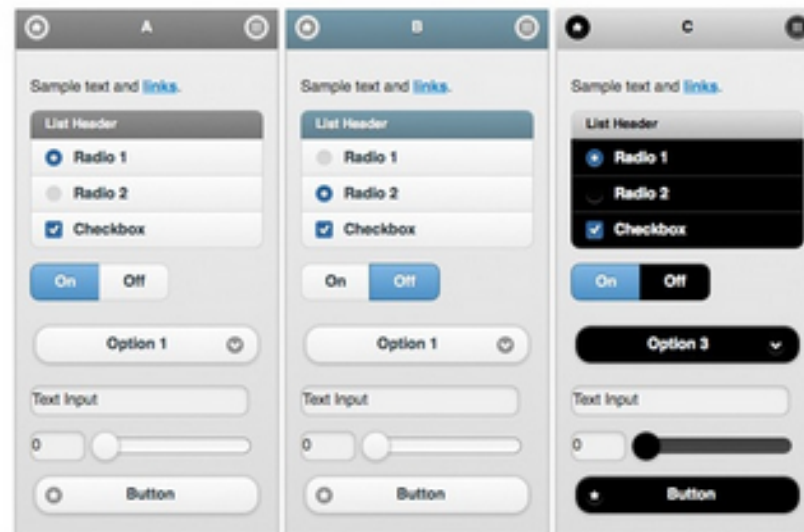 A
Sample text and links.
List Header
Radio 1
Radio 2
Checkbox
On Off
Option 1
Text Input
0
Button
B
Sample text and links.
List Header
Radio 1
Radio 2
Checkbox
On Off
Option 1
Text Input
0
Button
C
Sample text and links.
List Header
Radio 1
Radio 2
Checkbox
On Off
Option 3
Text Input
0
Button